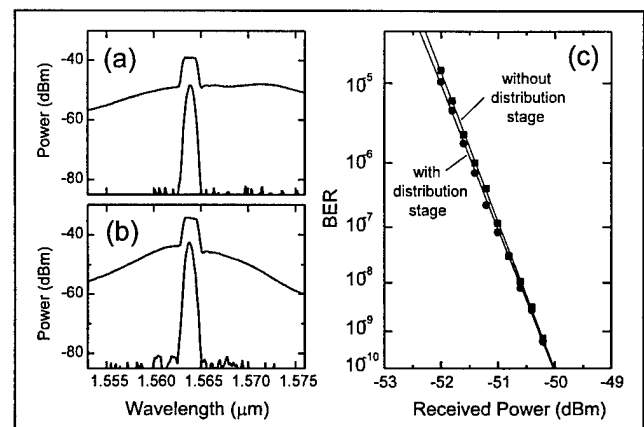 (a)
Power (dBm)
-40
-60
-80
(b)
Power (dBm)
-40
-60
-80
1.555 1.560 1.565 1.570 1.575
Wavelength (μm)
(c)
BER
10-5
10-6
10-7
10-8
10-9
10-10
without
distribution
stage
with
distribution
stage
-53 -52 -51 -50 -49
Received Power (dBm)